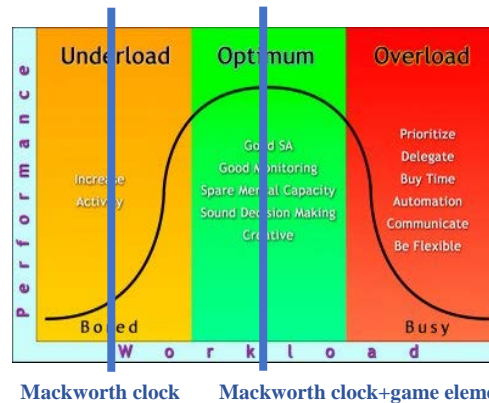 Underload
Optimum
Overload
Performance
Increase
Activity
Good SA
Good Monitoring
Spare Mental Capacity
Sound Decision Making
Creative
Prioritize
Delegate
Buy Time
Automation
Communicate
Be Flexible
Bored
Busy
Workload
Mackworth clock
Mackworth clock+game eleme